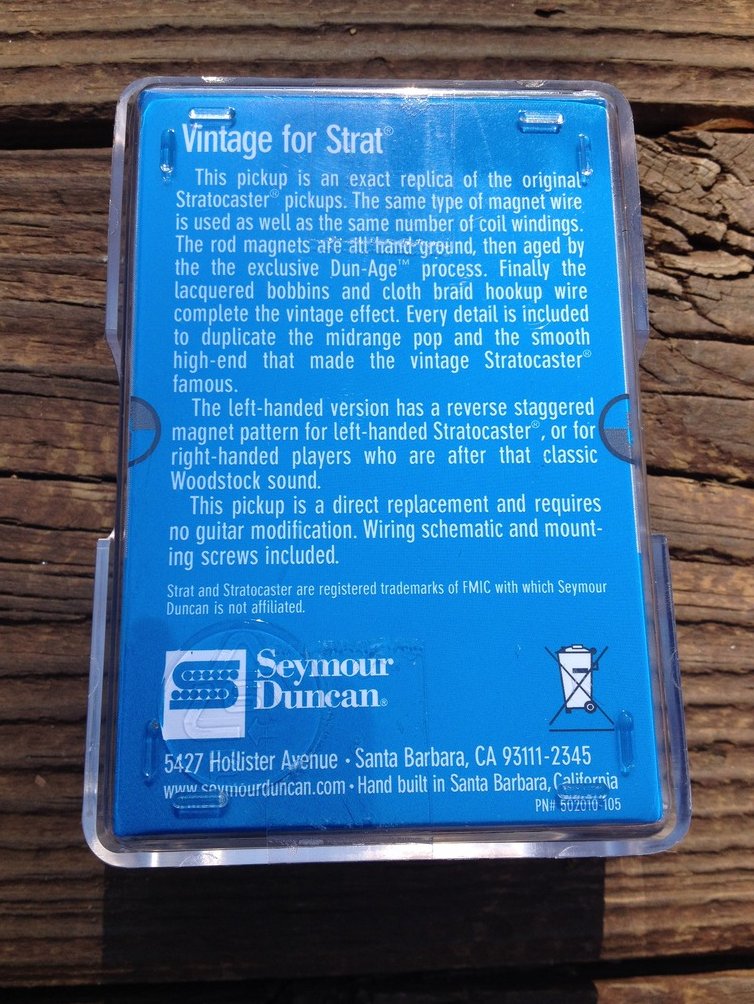 Vintage for Strat®
This pickup is an exact replica of the original
Stratocaster® pickups. The same type of magnet wire
is used as well as the same number of coil windings.
The rod magnets are all hand ground, then aged by
the the exclusive Dun-Age™ process. Finally the
lacquered bobbins and cloth braid hookup wire
complete the vintage effect. Every detail is included
to duplicate the midrange pop and the smooth
high-end that made the vintage Stratocaster®
famous.
The left-handed version has a reverse staggered
magnet pattern for left-handed Stratocaster®, or for
right-handed players who are after that classic
Woodstock sound.
This pickup is a direct replacement and requires
no guitar modification. Wiring schematic and mount-
ing screws included.
Strat and Stratocaster are registered trademarks of FMIC with which Seymour
Duncan is not affiliated.
Seymour
Duncan®
5427 Hollister Avenue • Santa Barbara, CA 93111-2345
www.seymourduncan.com • Hand built in Santa Barbara, California
PN# 502010-105